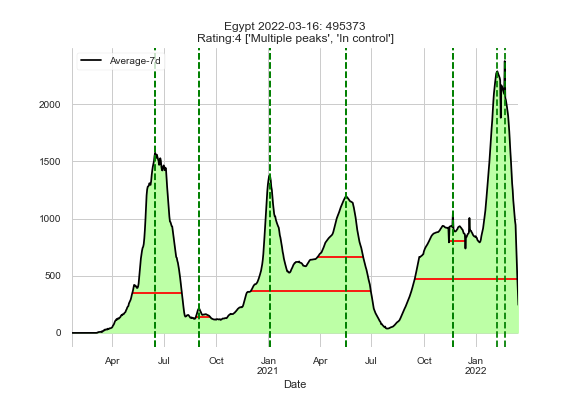 Egypt 2022-03-16: 495373
Rating:4 ['Multiple peaks', 'In control']
Average-7d
2000
1500
1000
500
0
Apr Jul Oct Jan Apr Jul Oct Jan
2021 2022
Date